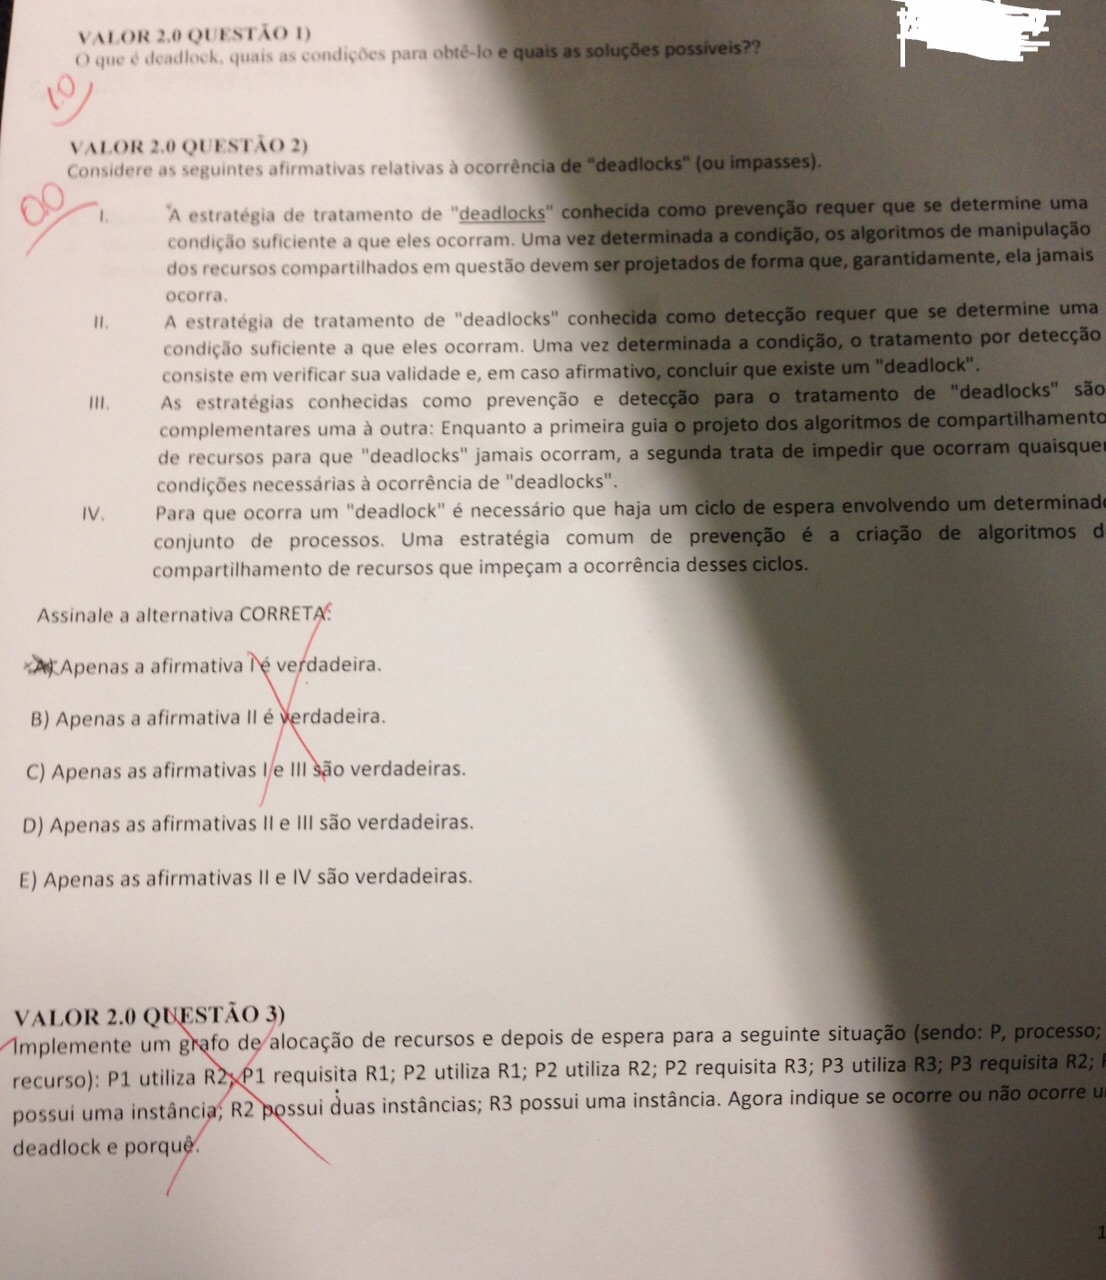 VALOR 2.0 QUESTÃO 1)
O que é deadlock, quais as condições para obtê-lo e quais as soluções possíveis??
1.0
VALOR 2.0 QUESTÃO 2)
Considere as seguintes afirmativas relativas à ocorrência de "deadlocks" (ou impasses).
0.0
I. A estratégia de tratamento de "deadlocks" conhecida como prevenção requer que se determine uma
condição suficiente a que eles ocorram. Uma vez determinada a condição, os algoritmos de manipulação
dos recursos compartilhados em questão devem ser projetados de forma que, garantidamente, ela jamais
ocorra.
II. A estratégia de tratamento de "deadlocks" conhecida como detecção requer que se determine uma
condição suficiente a que eles ocorram. Uma vez determinada a condição, o tratamento por detecção
consiste em verificar sua validade e, em caso afirmativo, concluir que existe um "deadlock".
III. As estratégias conhecidas como prevenção e detecção para o tratamento de "deadlocks" são
complementares uma à outra: Enquanto a primeira guia o projeto dos algoritmos de compartilhamento
de recursos para que "deadlocks" jamais ocorram, a segunda trata de impedir que ocorram quaisquer
condições necessárias à ocorrência de "deadlocks".
IV. Para que ocorra um "deadlock" é necessário que haja um ciclo de espera envolvendo um determinado
conjunto de processos. Uma estratégia comum de prevenção é a criação de algoritmos d
compartilhamento de recursos que impeçam a ocorrência desses ciclos.
Assinale a alternativa CORRETA:
A) Apenas a afirmativa I é verdadeira.
B) Apenas a afirmativa II é verdadeira.
C) Apenas as afirmativas I e III são verdadeiras.
D) Apenas as afirmativas II e III são verdadeiras.
E) Apenas as afirmativas II e IV são verdadeiras.
VALOR 2.0 QUESTÃO 3)
Implemente um grafo de alocação de recursos e depois de espera para a seguinte situação (sendo: P, processo;
recurso): P1 utiliza R2; P1 requisita R1; P2 utiliza R1; P2 utiliza R2; P2 requisita R3; P3 utiliza R3; P3 requisita R2;
possui uma instância; R2 possui duas instâncias; R3 possui uma instância. Agora indique se ocorre ou não ocorre u
deadlock e porquê.
1